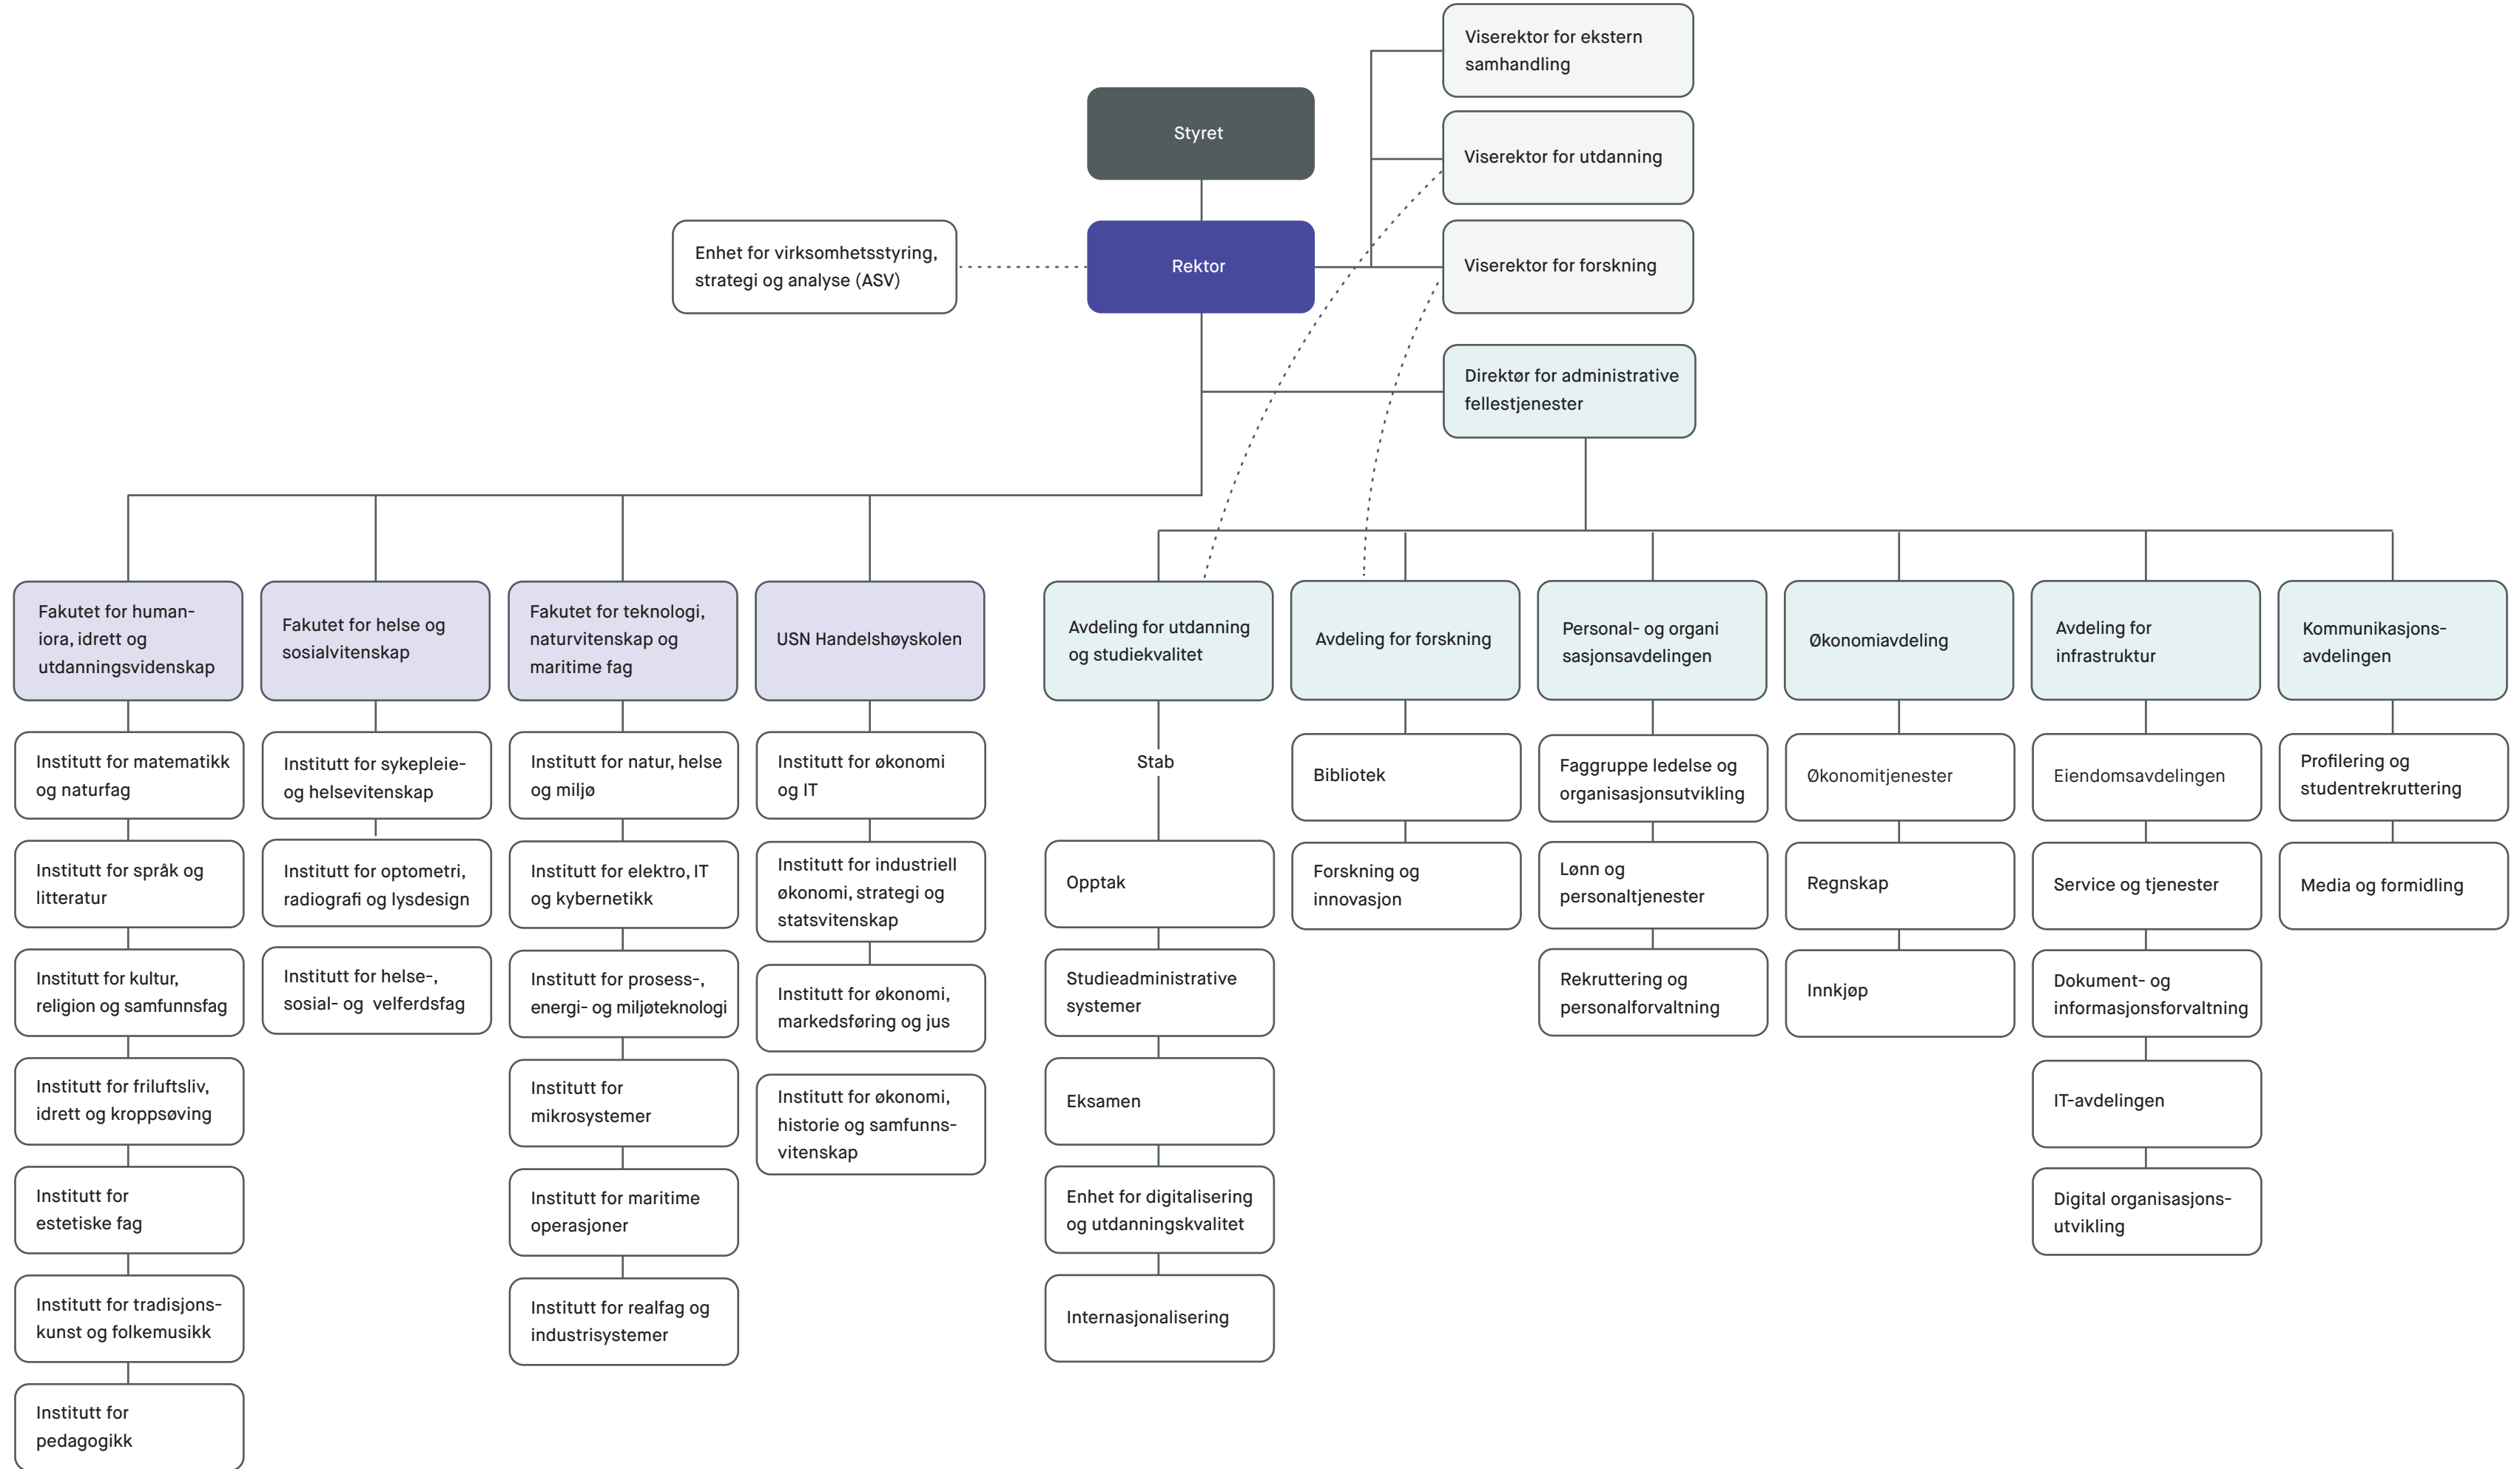 Viserektor for ekstern
samhandling
Styret
Viserektor for utdanning
Enhet for virksomhetsstyring,
strategi og analyse (ASV)
Rektor
Viserektor for forskning
Direktør for administrative
fellestjenester
Fakutet for human-
iora, idrett og
utdanningsvidenskap
Institutt for matematikk
og naturfag
Institutt for språk og
litteratur
Institutt for kultur,
religion og samfunnsfag
Institutt for friluftsliv,
idrett og kroppsøving
Institutt for
estetiske fag
Institutt for tradisjons-
kunst og folkemusikk
Institutt for
pedagogikk
Fakutet for helse og
sosialvitenskap
Institutt for sykepleie-
og helsevitenskap
Institutt for optometri,
radiografi og lysdesign
Institutt for helse-,
sosial- og velferdsfag
Fakutet for teknologi,
naturvitenskap og
maritime fag
Institutt for natur, helse
og miljø
Institutt for elektro, IT
og kybernetikk
Institutt for prosess-,
energi- og miljøteknologi
Institutt for
mikrosystemer
Institutt for maritime
operasjoner
Institutt for realfag og
industrisystemer
USN Handelshøyskolen
Institutt for økonomi
og IT
Institutt for industriell
økonomi, strategi og
statsvitenskap
Institutt for økonomi,
markedsføring og jus
Institutt for økonomi,
historie og samfunns-
vitenskap
Avdeling for utdanning
og studiekvalitet
Stab
Opptak
Studieadministrative
systemer
Eksamen
Enhet for digitalisering
og utdanningskvalitet
Internasjonalisering
Avdeling for forskning
Bibliotek
Forskning og
innovasjon
Personal- og organi
sasjonsavdelingen
Faggruppe ledelse og
organisasjonsutvikling
Lønn og
personaltjenester
Rekruttering og
personalforvaltning
Økonomiavdeling
Økonomitjenester
Regnskap
Innkjøp
Avdeling for
infrastruktur
Eiendomsavdelingen
Service og tjenester
Dokument- og
informasjonsforvaltning
IT-avdelingen
Digital organisasjons-
utvikling
Kommunikasjons-
avdelingen
Profilering og
studentrekruttering
Media og formidling